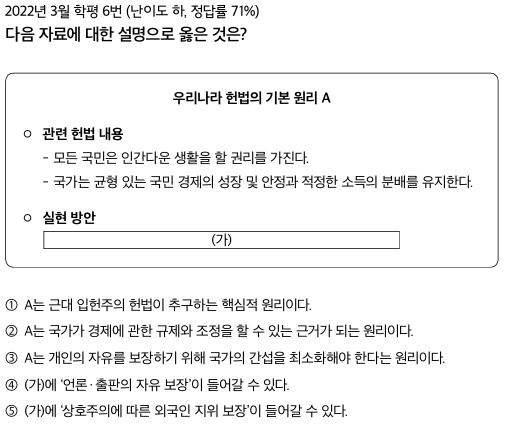 2022년 3월 학평 6번 (난이도 하, 정답률 71%)
다음 자료에 대한 설명으로 옳은 것은?
우리나라 헌법의 기본 원리 A
○ 관련 헌법 내용
- 모든 국민은 인간다운 생활을 할 권리를 가진다.
- 국가는 균형 있는 국민 경제의 성장 및 안정과 적정한 소득의 분배를 유지한다.
○ 실현 방안
(가)
① A는 근대 입헌주의 헌법이 추구하는 핵심적 원리이다.
② A는 국가가 경제에 관한 규제와 조정을 할 수 있는 근거가 되는 원리이다.
③ A는 개인의 자유를 보장하기 위해 국가의 간섭을 최소화해야 한다는 원리이다.
④ (가)에 ‘언론·출판의 자유 보장’이 들어갈 수 있다.
⑤ (가)에 ‘상호주의에 따른 외국인 지위 보장’이 들어갈 수 있다.